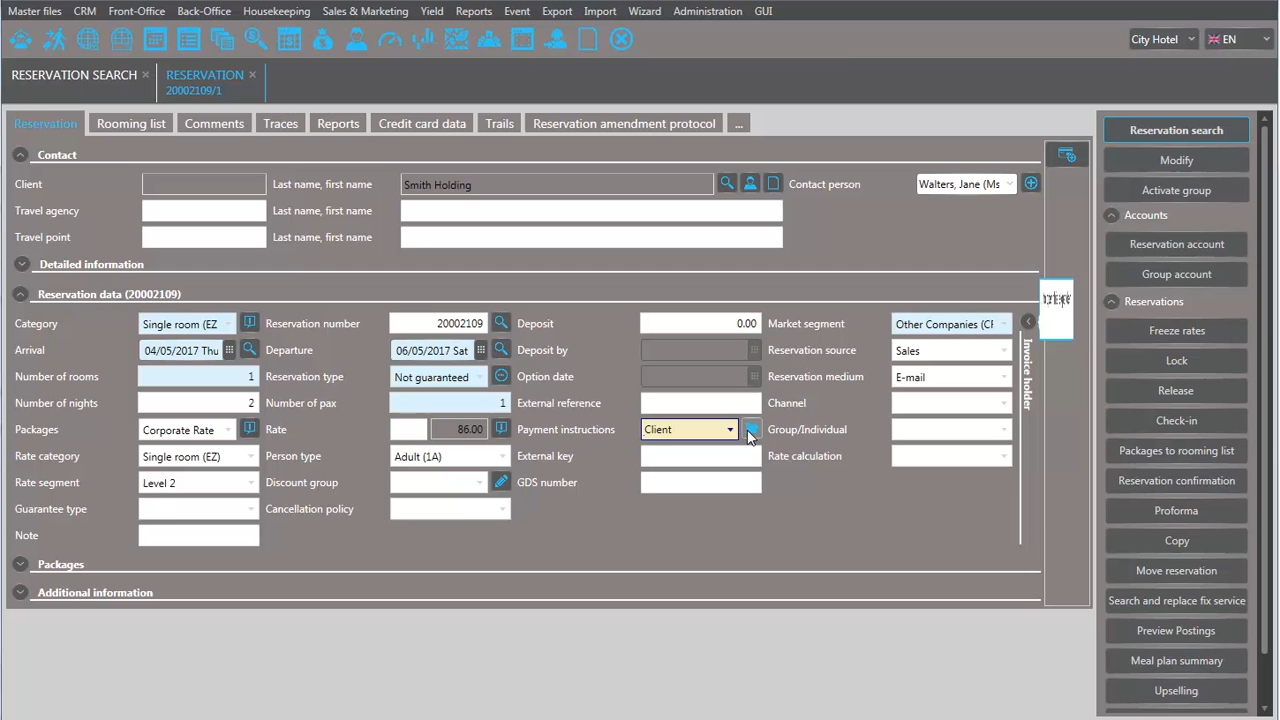 Master files CRM Front-Office Back-Office Housekeeping Sales & Marketing Yield Reports Event Export Import Wizard Administration GUI
City Hotel EN
RESERVATION SEARCH RESERVATION
20002109/1
Reservation Rooming list Comments Traces Reports Credit card data Trails Reservation amendment protocol ...
Contact
Client Last name, first name Smith Holding Contact person Walters, Jane (Ms
Travel agency Last name, first name
Travel point Last name, first name
Detailed information
Reservation data (20002109)
Category Single room (EZ Reservation number 20002109 Deposit 0.00 Market segment Other Companies (CF
Arrival 04/05/2017 Thu Departure 06/05/2017 Sat Deposit by Reservation source Sales
Number of rooms 1 Reservation type Not guaranteed Option date Reservation medium E-mail
Number of nights 2 Number of pax 1 External reference Channel
Packages Corporate Rate Rate 86.00 Payment instructions Client Group/Individual
Rate category Single room (EZ) Person type Adult (1A) External key Rate calculation
Rate segment Level 2 Discount group GDS number
Guarantee type Cancellation policy
Note
Packages
Additional information
Invoice holder
Reservation search
Modify
Activate group
Accounts
Reservation account
Group account
Reservations
Freeze rates
Lock
Release
Check-in
Packages to rooming list
Reservation confirmation
Proforma
Copy
Move reservation
Search and replace fix service
Preview Postings
Meal plan summary
Upselling